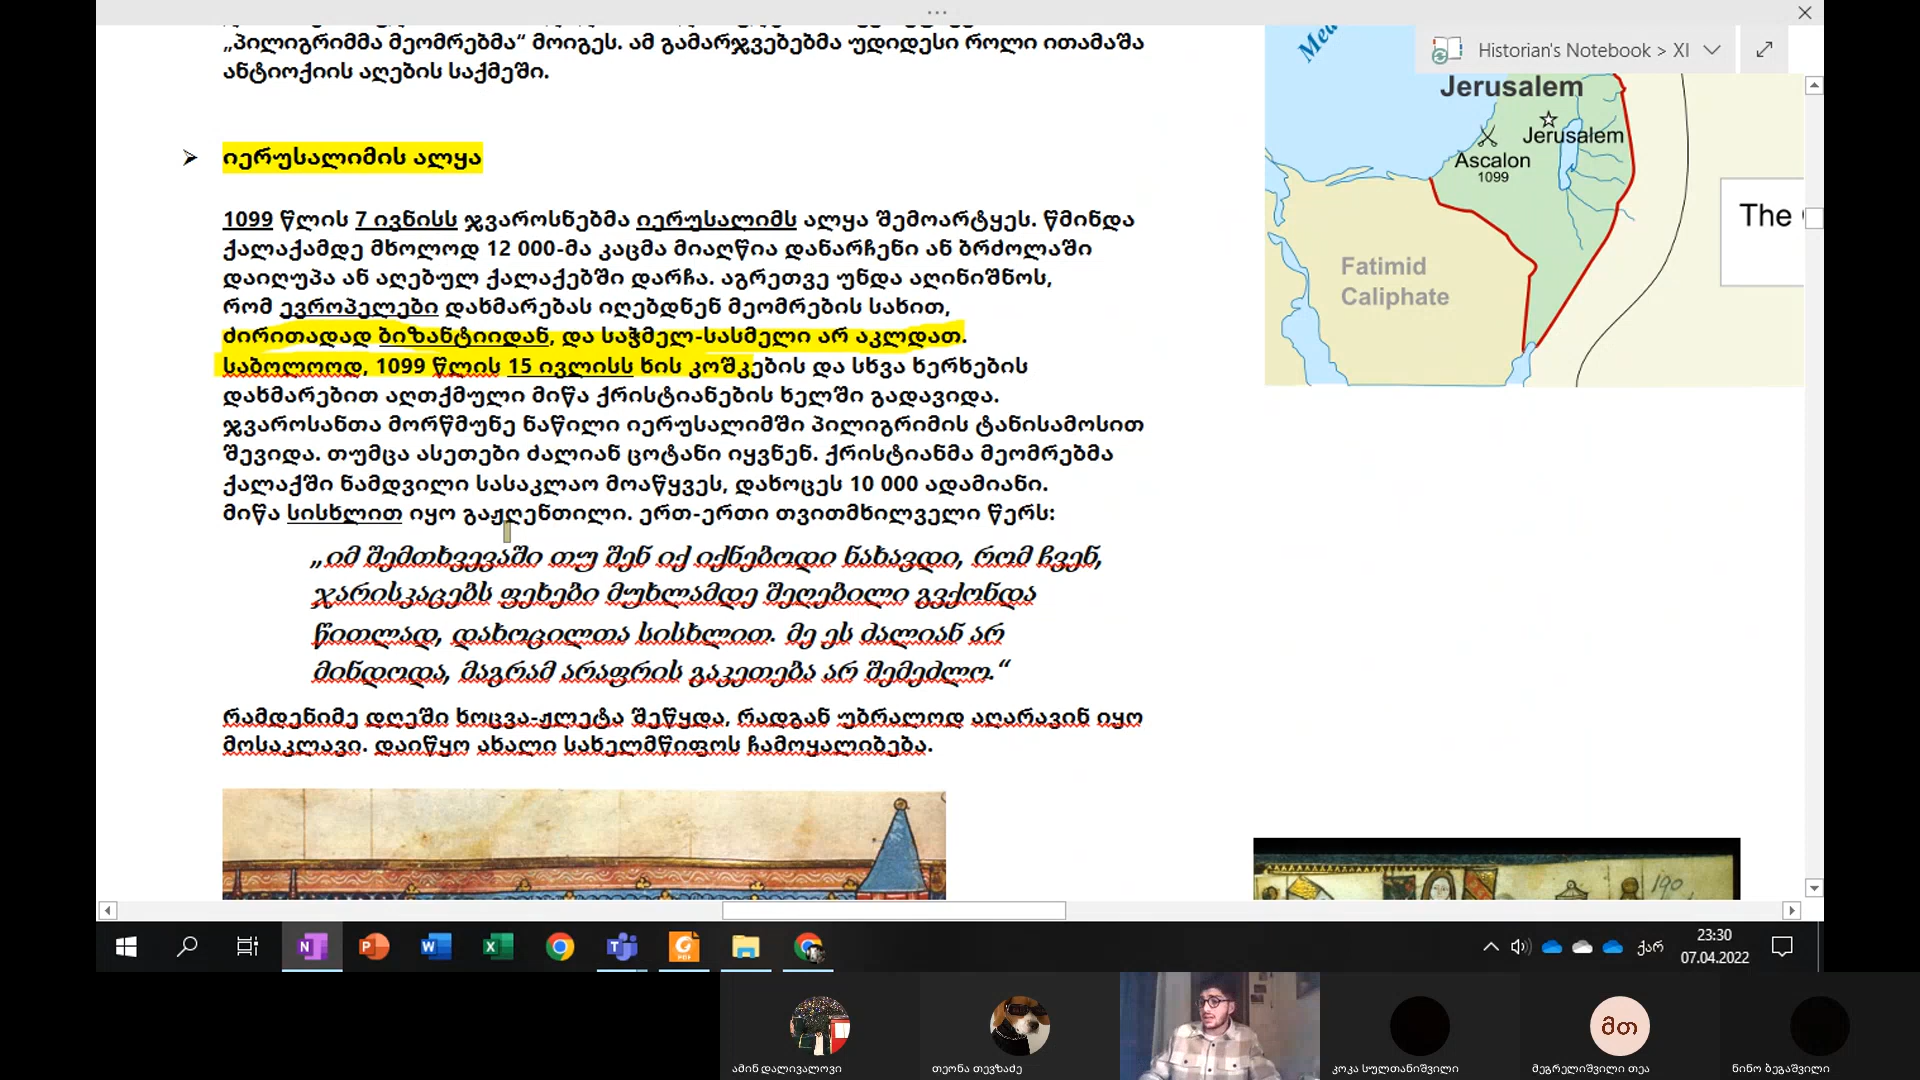 „პილიგრიმმა მეომრებმა“ მოიგეს. ამ გამარჯვებებმა უდიდესი როლი ითამაშა
ანტიოქიის აღების საქმეში.
Historian's Notebook > XI
Jerusalem
Jerusalem
Ascalon
1099
Fatimid
Caliphate
The
იერუსალიმის ალყა
1099 წლის 7 ივნისს ჯვაროსნებმა იერუსალიმს ალყა შემოარტყეს. წმინდა
ქალაქამდე მხოლოდ 12 000-მა კაცმა მიაღწია დანარჩენი ან ბრძოლაში
დაიღუპა ან აღებულ ქალაქებში დარჩა. აგრეთვე უნდა აღინიშნოს,
რომ ევროპელები დახმარებას იღებდნენ მეომრების სახით,
ძირითადად ბიზანტიიდან, და საჭმელ-სასმელი არ აკლდათ.
საბოლოოდ, 1099 წლის 15 ივლისს ხის კოშკების და სხვა ხერხების
დახმარებით აღთქმული მიწა ქრისტიანების ხელში გადავიდა.
ჯვაროსანთა მორწმუნე ნაწილი იერუსალიმში პილიგრიმის ტანისამოსით
შევიდა. თუმცა ასეთები ძალიან ცოტანი იყვნენ. ქრისტიანმა მეომრებმა
ქალაქში ნამდვილი სასაკლაო მოაწყვეს, დახოცეს 10 000 ადამიანი.
მიწა სისხლით იყო გაჟღენთილი. ერთ-ერთი თვითმხილველი წერს:
„იმ შემთხვევაში თუ შენ იქ იქნებოდი ნახავდი, რომ ჩვენ,
ჯარისკაცებს ფეხები მუხლამდე შეღებილი გვქონდა
წითლად, დახოცილთა სისხლით. მე ეს ძალიან არ
მინდოდა, მაგრამ არაფრის გაკეთება არ შემეძლო.“
რამდენიმე დღეში ხოცვა-ჟლეტა შეწყდა, რადგან უბრალოდ აღარავინ იყო
მოსაკლავი. დაიწყო ახალი სახელმწიფოს ჩამოყალიბება.
190
ქარ
23:30
07.04.2022
ამინ დალივალოვი
თეონა თევზაძე
კოკა სულთანიშვილი
მთ
მეგრელიშვილი თეა
ნინო ბეგაშვილი